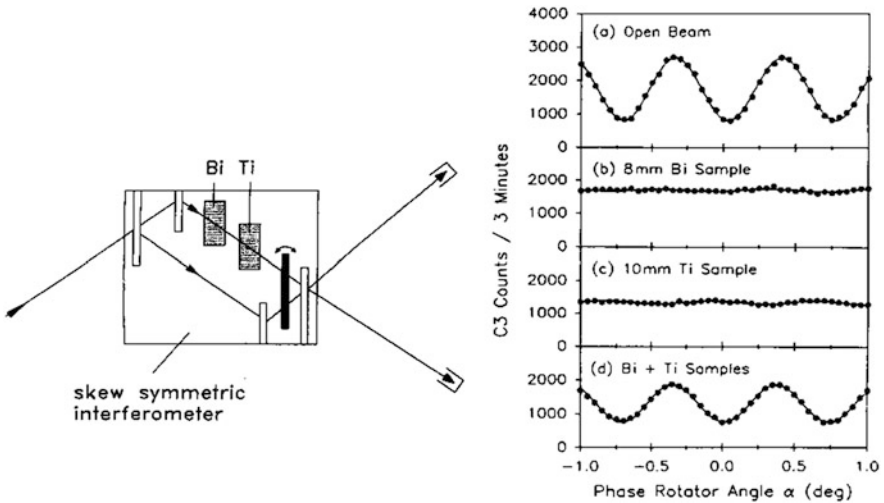 Bi Ti
skew symmetric
interferometer
C3 Counts / 3 Minutes
4000
(a) Open Beam
3000
2000
1000
0
(b) 8mm Bi Sample
2000
1000
0
(c) 10mm Ti Sample
2000
1000
0
(d) Bi + Ti Samples
2000
1000
0
-1.0 -0.5 0.0 0.5 1.0
Phase Rotator Angle α (deg)